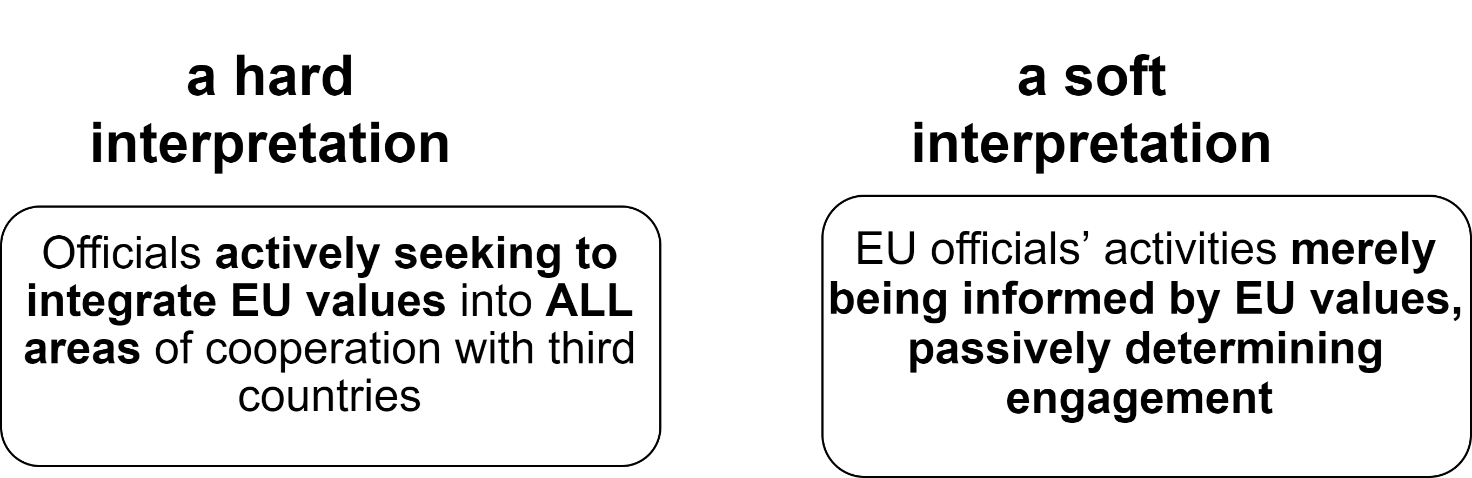 a hard
interpretation
Officials actively seeking to
integrate EU values into ALL
areas of cooperation with third
countries
a soft
interpretation
EU officials’ activities merely
being informed by EU values,
passively determining
engagement